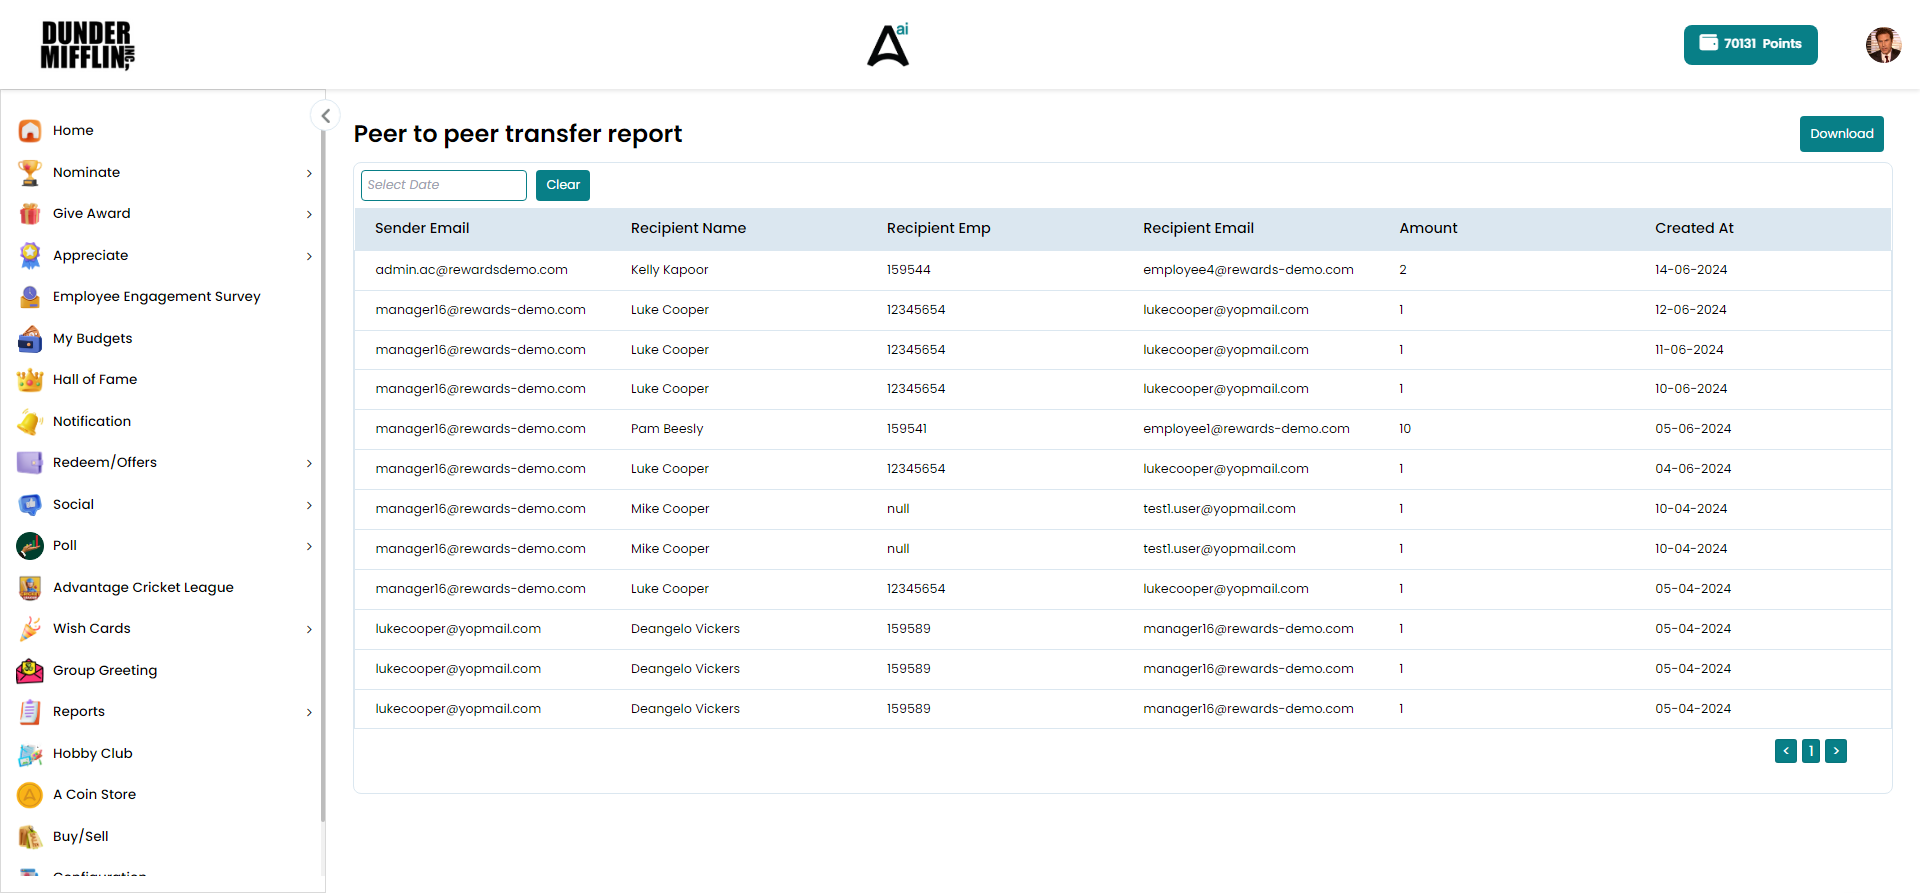 DUNDER
MIFFLIN INC,
ai
70131 Points
Home
Nominate
Give Award
Appreciate
Employee Engagement Survey
My Budgets
Hall of Fame
Notification
Redeem/Offers
Social
Poll
Advantage Cricket League
Wish Cards
Group Greeting
Reports
Hobby Club
A Coin Store
Buy/Sell
Configuration
Peer to peer transfer report
Download
Select Date Clear
Sender Email Recipient Name Recipient Emp Recipient Email Amount Created At
admin.ac@rewardsdemo.com Kelly Kapoor 159544 employee4@rewards-demo.com 2 14-06-2024
manager16@rewards-demo.com Luke Cooper 12345654 lukecooper@yopmail.com 1 12-06-2024
manager16@rewards-demo.com Luke Cooper 12345654 lukecooper@yopmail.com 1 11-06-2024
manager16@rewards-demo.com Luke Cooper 12345654 lukecooper@yopmail.com 1 10-06-2024
manager16@rewards-demo.com Pam Beesly 159541 employee1@rewards-demo.com 10 05-06-2024
manager16@rewards-demo.com Luke Cooper 12345654 lukecooper@yopmail.com 1 04-06-2024
manager16@rewards-demo.com Mike Cooper null test1.user@yopmail.com 1 10-04-2024
manager16@rewards-demo.com Mike Cooper null test1.user@yopmail.com 1 10-04-2024
manager16@rewards-demo.com Luke Cooper 12345654 lukecooper@yopmail.com 1 05-04-2024
lukecooper@yopmail.com Deangelo Vickers 159589 manager16@rewards-demo.com 1 05-04-2024
lukecooper@yopmail.com Deangelo Vickers 159589 manager16@rewards-demo.com 1 05-04-2024
lukecooper@yopmail.com Deangelo Vickers 159589 manager16@rewards-demo.com 1 05-04-2024
< 1 >